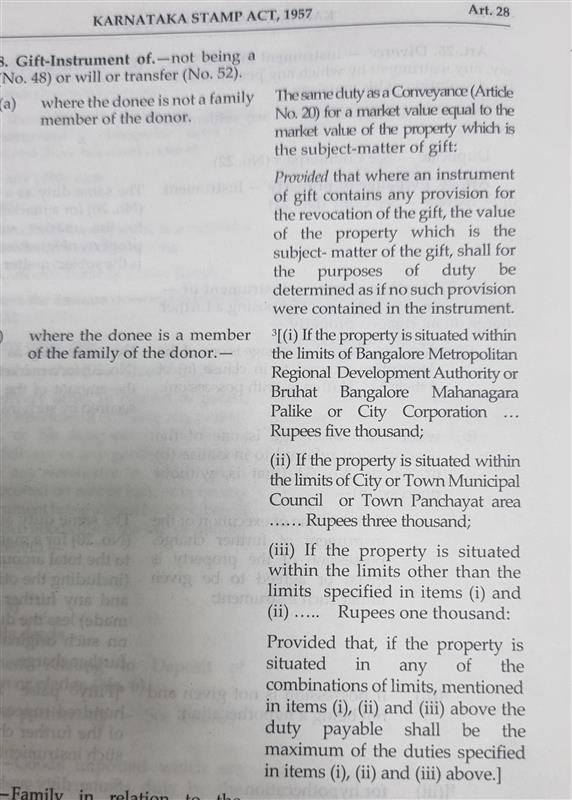 KARNATAKA STAMP ACT, 1957
Art. 28
8. Gift-Instrument of.—not being a
(No. 48) or will or transfer (No. 52).
(a) where the donee is not a family
member of the donor.
The same duty as a Conveyance (Article
No. 20) for a market value equal to the
market value of the property which is
the subject-matter of gift:
Provided that where an instrument
of gift contains any provision for
the revocation of the gift, the value
of the property which is the
subject- matter of the gift, shall for
the purposes of duty be
determined as if no such provision
were contained in the instrument.
) where the donee is a member
of the family of the donor.—
³[(i) If the property is situated within
the limits of Bangalore Metropolitan
Regional Development Authority or
Bruhat Bangalore Mahanagara
Palike or City Corporation ...
Rupees five thousand;
(ii) If the property is situated within
the limits of City or Town Municipal
Council or Town Panchayat area
...... Rupees three thousand;
(iii) If the property is situated
within the limits other than the
limits specified in items (i) and
(ii) ..... Rupees one thousand:
Provided that, if the property is
situated in any of the
combinations of limits, mentioned
in items (i), (ii) and (iii) above the
duty payable shall be the
maximum of the duties specified
in items (i), (ii) and (iii) above.]
—Family in relation to the